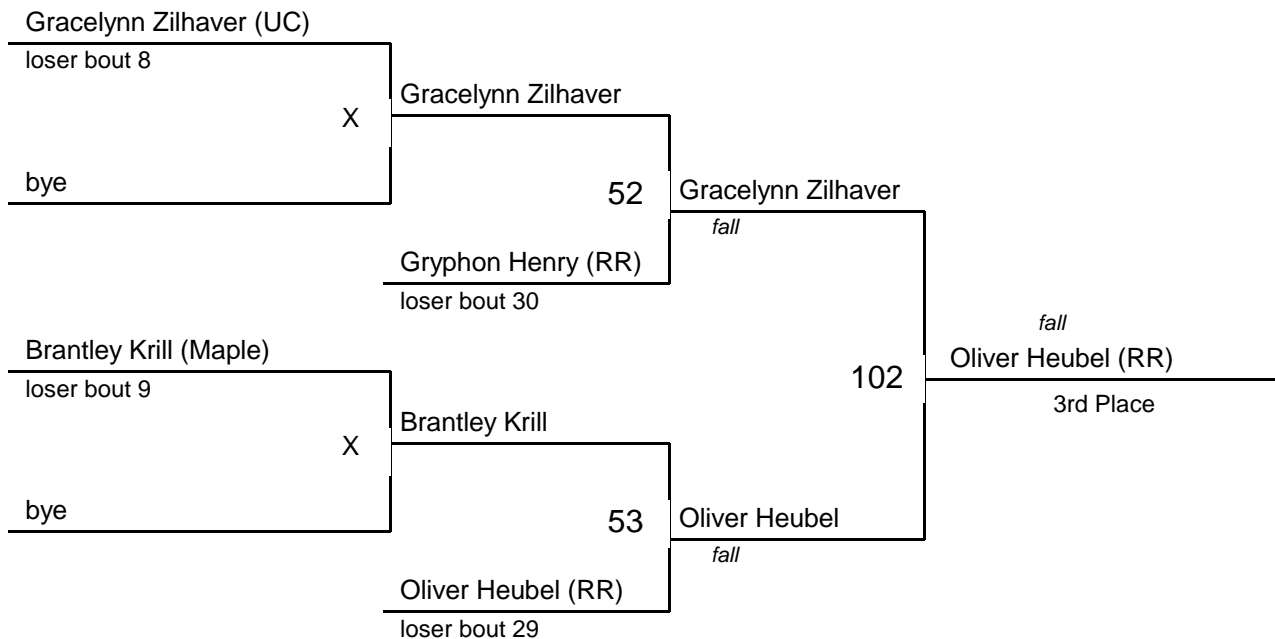 Gracelynn Zilhaver (UC)
loser bout 8
X
Gracelynn Zilhaver
bye
52
Gracelynn Zilhaver
fall
Gryphon Henry (RR)
loser bout 30
fall
Brantley Krill (Maple)
Oliver Heubel (RR)
102
loser bout 9
3rd Place
Brantley Krill
X
bye
53
Oliver Heubel
fall
Oliver Heubel (RR)
loser bout 29